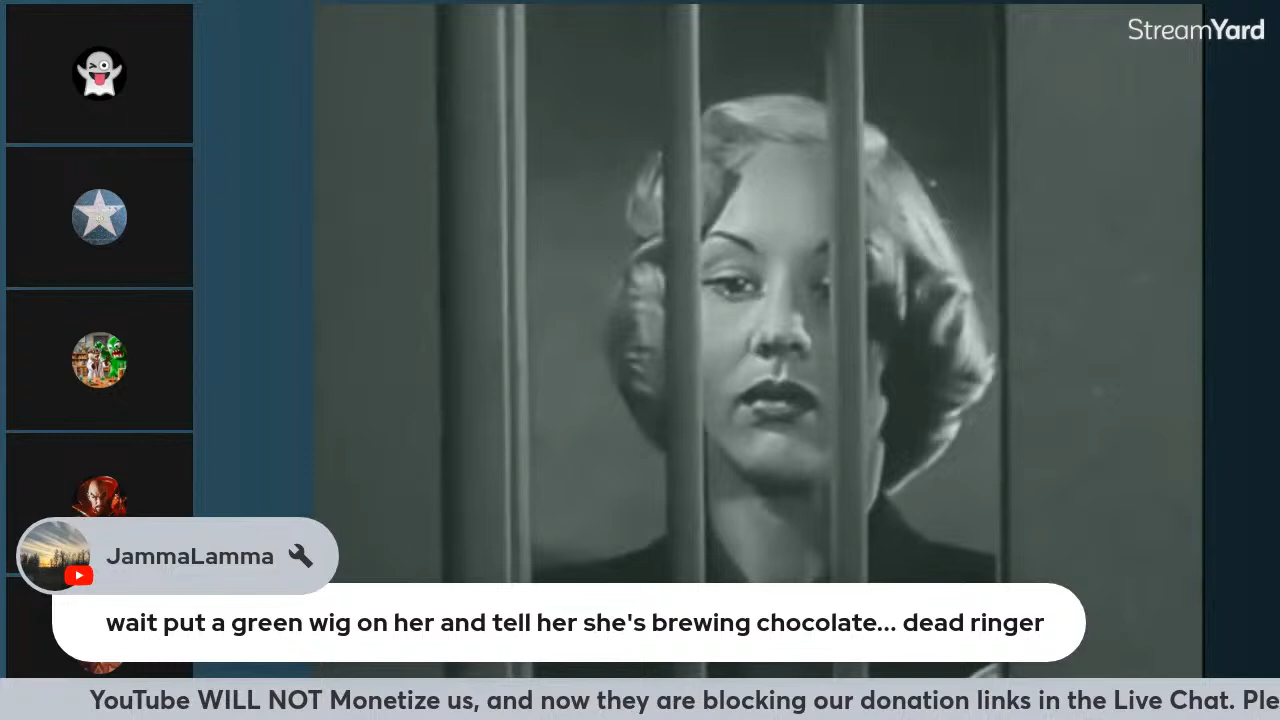 StreamYard
JammaLamma
wait put a green wig on her and tell her she's brewing chocolate... dead ringer
YouTube WILL NOT Monetize us, and now they are blocking our donation links in the Live Chat. Ple